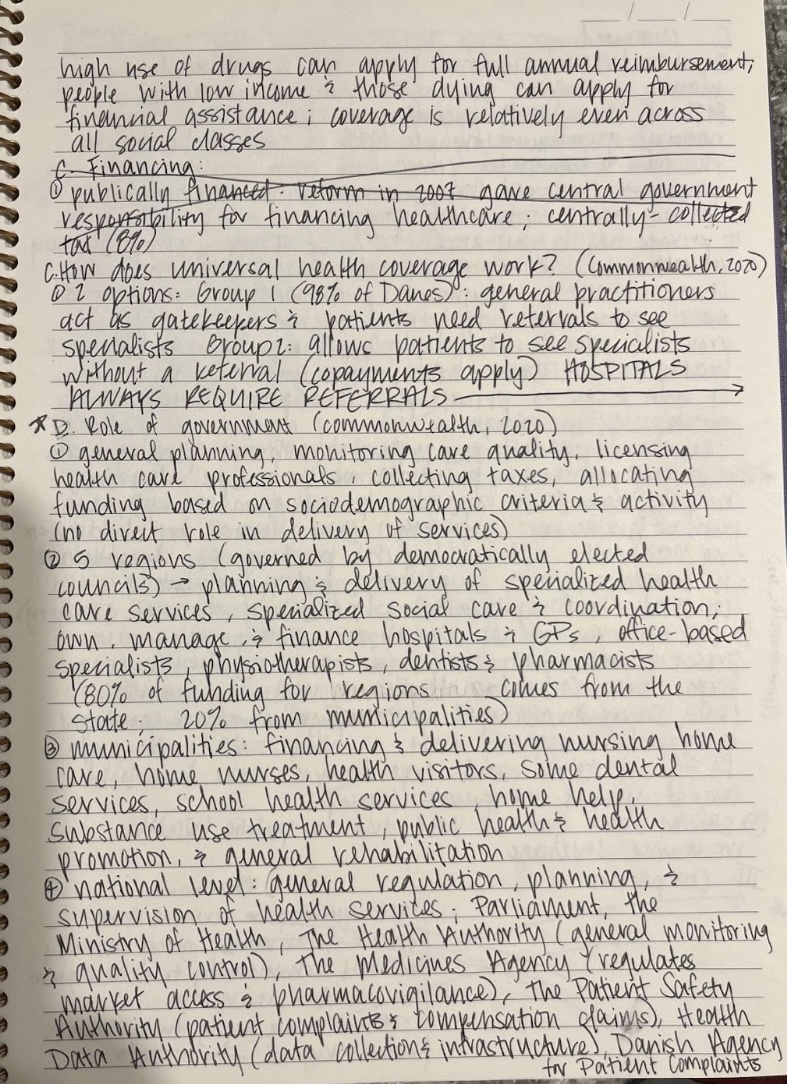 __ / __ / __
high use of drugs can apply for full annual reimbursement;
people with low income & those dying can apply for
financial assistance; coverage is relatively even across
all social classes
C. Financing:
① publically financed: reform in 2007 gave central government
responsibility for financing healthcare; centrally-collected
tax (8%)
C. How does universal health coverage work? (Commonwealth, 2020)
① 2 options: Group 1 (98% of Danes): general practitioners
act as gatekeepers & patients need referrals to see
specialists Group 2: allows patients to see specialists
without a referral (copayments apply) HOSPITALS
ALWAYS REQUIRE REFERRALS →
* D. Role of government (commonwealth, 2020)
① general planning, monitoring care quality, licensing
health care professionals, collecting taxes, allocating
funding based on sociodemographic criteria & activity
(no direct role in delivery of services)
② 5 regions (governed by democratically elected
councils) → planning & delivery of specialized health
care services, specialized social care & coordination;
own, manage, & finance hospitals & GPs, office-based
specialists, physiotherapists, dentists & pharmacists
(80% of funding for regions comes from the
state; 20% from municipalities)
③ municipalities: financing & delivering nursing home
care, home nurses, health visitors, some dental
services, school health services, home help,
substance use treatment, public health & health
promotion, & general rehabilitation
④ national level: general regulation, planning, &
supervision of health services; Parliament, the
Ministry of Health, The Health Authority (general monitoring
& quality control), The Medicines Agency (regulates
market access & pharmacovigilance), The Patient Safety
Authority (patient complaints & compensation claims), Health
Data Authority (data collection & infrastructure), Danish Agency
for Patient Complaints